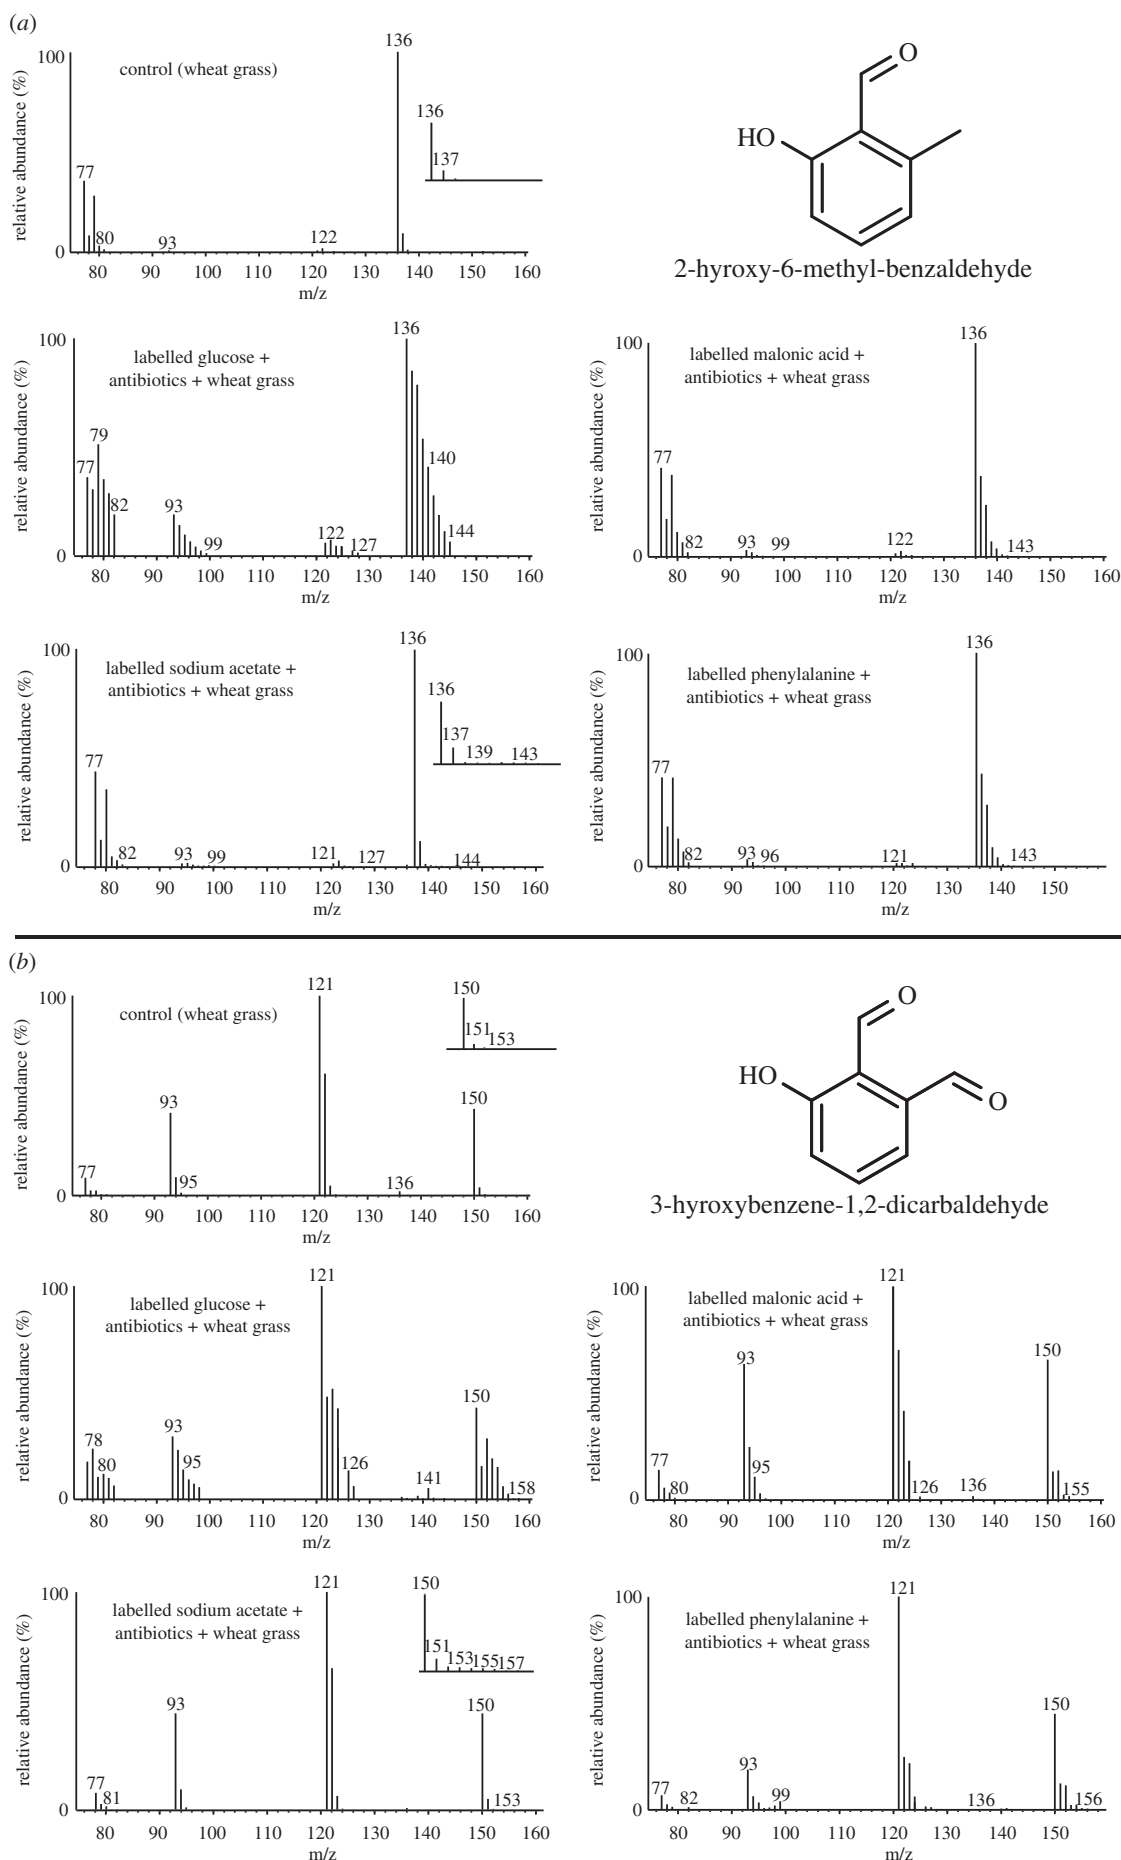 (a)
control (wheat grass)
relative abundance (%)
100
0
77
80
93
122
136
136
137
80 90 100 110 120 130 140 150 160
m/z
O
HO
2-hyroxy-6-methyl-benzaldehyde
labelled glucose +
antibiotics + wheat grass
relative abundance (%)
100
0
77
79
82
93
99
122
127
136
140
144
80 90 100 110 120 130 140 150 160
m/z
labelled malonic acid +
antibiotics + wheat grass
relative abundance (%)
100
0
77
82
93
99
122
136
143
80 90 100 110 120 130 140 150 160
m/z
labelled sodium acetate +
antibiotics + wheat grass
relative abundance (%)
100
0
77
82
93
99
121
127
136
144
136
137
139
143
80 90 100 110 120 130 140 150 160
m/z
labelled phenylalanine +
antibiotics + wheat grass
relative abundance (%)
100
0
77
82
93
96
121
136
143
80 90 100 110 120 130 140 150
m/z
(b)
control (wheat grass)
relative abundance (%)
100
0
77
93
95
121
136
150
150
151
153
80 90 100 110 120 130 140 150 160
m/z
O
HO
O
3-hyroxybenzene-1,2-dicarbaldehyde
labelled glucose +
antibiotics + wheat grass
relative abundance (%)
100
0
78
80
93
95
121
126
141
150
158
80 90 100 110 120 130 140 150 160
m/z
labelled malonic acid +
antibiotics + wheat grass
relative abundance (%)
100
0
77
80
93
95
121
126
136
150
155
80 90 100 110 120 130 140 150 160
m/z
labelled sodium acetate +
antibiotics + wheat grass
relative abundance (%)
100
0
77
81
93
121
150
153
150
151
153
155
157
80 90 100 110 120 130 140 150 160
m/z
labelled phenylalanine +
antibiotics + wheat grass
relative abundance (%)
100
0
77
82
93
99
121
136
150
156
80 90 100 110 120 130 140 150
m/z